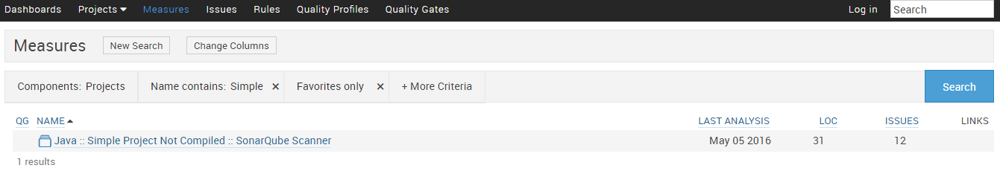 Dashboards Projects Measures Issues Rules Quality Profiles Quality Gates Log in Search
Measures New Search Change Columns
Components: Projects Name contains: Simple × Favorites only × + More Criteria Search
QG NAME LAST ANALYSIS LOC ISSUES LINKS
Java :: Simple Project Not Compiled :: SonarQube Scanner May 05 2016 31 12
1 results